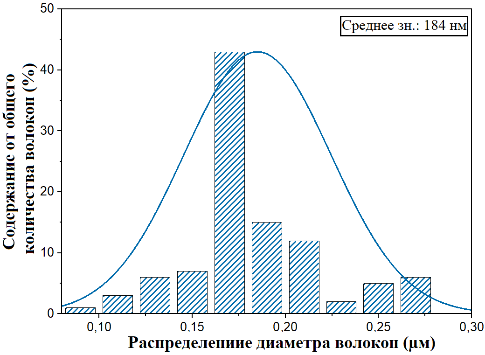 50
40
30
20
10
0
Среднее зн.: 184 нм
Содержание от общего
количества волокон (%)
0,10
0,15
0,20
0,25
0,30
Распределениие диаметра волокон (μм)